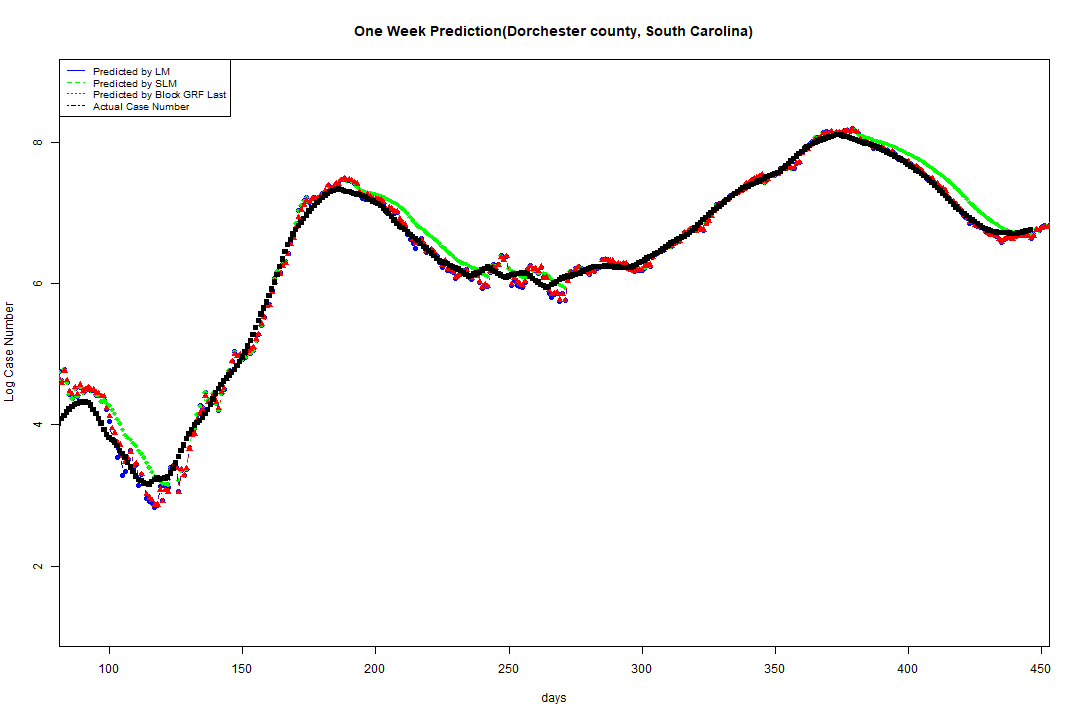 One Week Prediction(Dorchester county, South Carolina)
Predicted by LM
Predicted by SLM
Predicted by Block GRF Last
Actual Case Number
8
6
4
2
Log Case Number
100 150 200 250 300 350 400 450
days